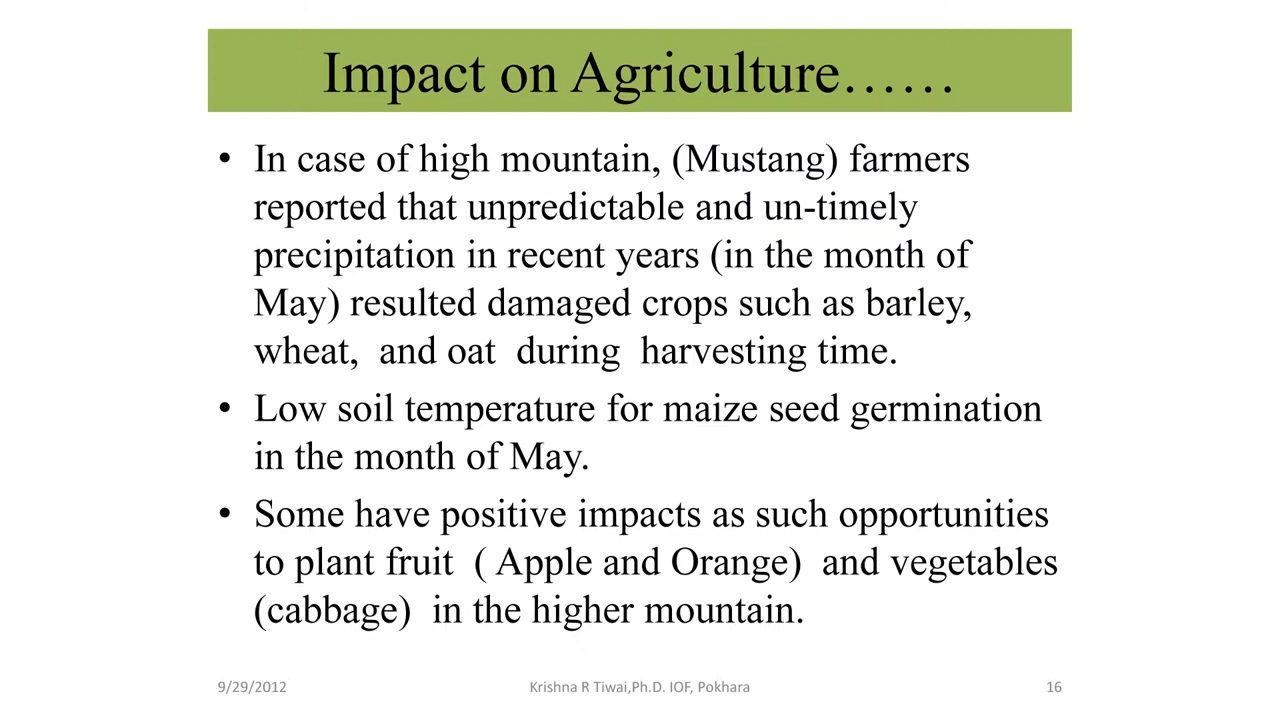 Impact on Agriculture……
• In case of high mountain, (Mustang) farmers
reported that unpredictable and un-timely
precipitation in recent years (in the month of
May) resulted damaged crops such as barley,
wheat,  and oat  during  harvesting time.
• Low soil temperature for maize seed germination
in the month of May.
• Some have positive impacts as such opportunities
to plant fruit  ( Apple and Orange)  and vegetables
(cabbage)  in the higher mountain.
9/29/2012 Krishna R Tiwai,Ph.D. IOF, Pokhara 16